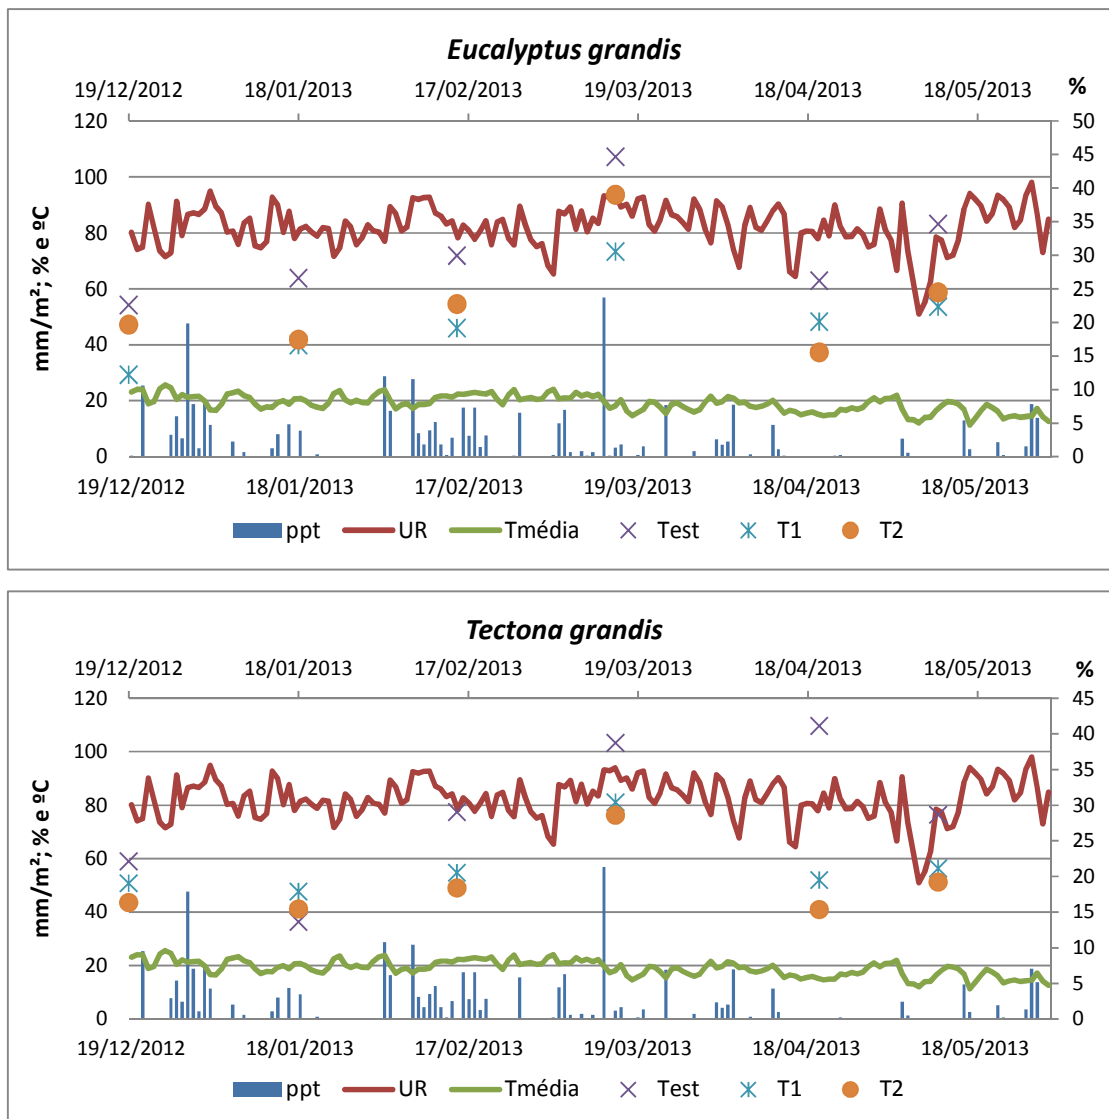 Eucalyptus grandis
19/12/2012 18/01/2013 17/02/2013 19/03/2013 18/04/2013 18/05/2013 %
120 50
45
100 40
35
80 30
60 25
20
40 15
20 10
5
0 0
mm/m²; % e ºC
19/12/2012 18/01/2013 17/02/2013 19/03/2013 18/04/2013 18/05/2013
ppt UR Tmédia Test T1 T2
Tectona grandis
19/12/2012 18/01/2013 17/02/2013 19/03/2013 18/04/2013 18/05/2013 %
120 45
40
100 35
80 30
25
60 20
40 15
10
20 5
0 0
mm/m²; % e ºC
19/12/2012 18/01/2013 17/02/2013 19/03/2013 18/04/2013 18/05/2013
ppt UR Tmédia Test T1 T2